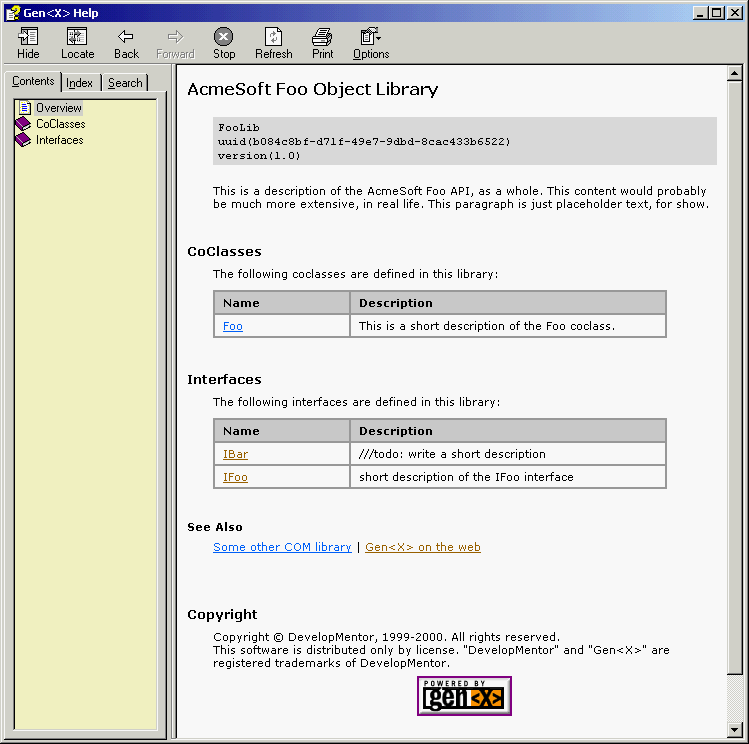 Gen<X> Help
Hide Locate Back Forward Stop Refresh Print Options
Contents Index Search
Overview
CoClasses
Interfaces
AcmeSoft Foo Object Library
FooLib
uuid(b084c8bf-d71f-49e7-9dbd-8cac433b6522)
version(1.0)
This is a description of the AcmeSoft Foo API, as a whole. This content would probably
be much more extensive, in real life. This paragraph is just placeholder text, for show.
CoClasses
The following coclasses are defined in this library:
Name Description
Foo This is a short description of the Foo coclass.
Interfaces
The following interfaces are defined in this library:
Name Description
IBar ///todo: write a short description
IFoo short description of the IFoo interface
See Also
Some other COM library | Gen<X> on the web
Copyright
Copyright © DevelopMentor, 1999-2000. All rights reserved.
This software is distributed only by license. "DevelopMentor" and "Gen<X>" are
registered trademarks of DevelopMentor.
POWERED BY
gen<X>